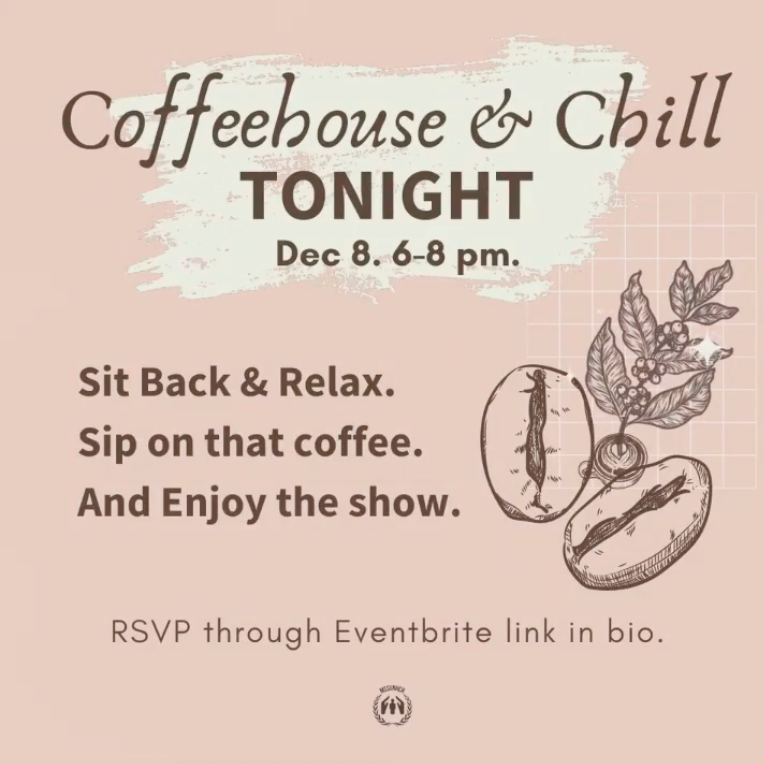 Coffeehouse & Chill
TONIGHT
Dec 8. 6-8 pm.
Sit Back & Relax.
Sip on that coffee.
And Enjoy the show.
RSVP through Eventbrite link in bio.